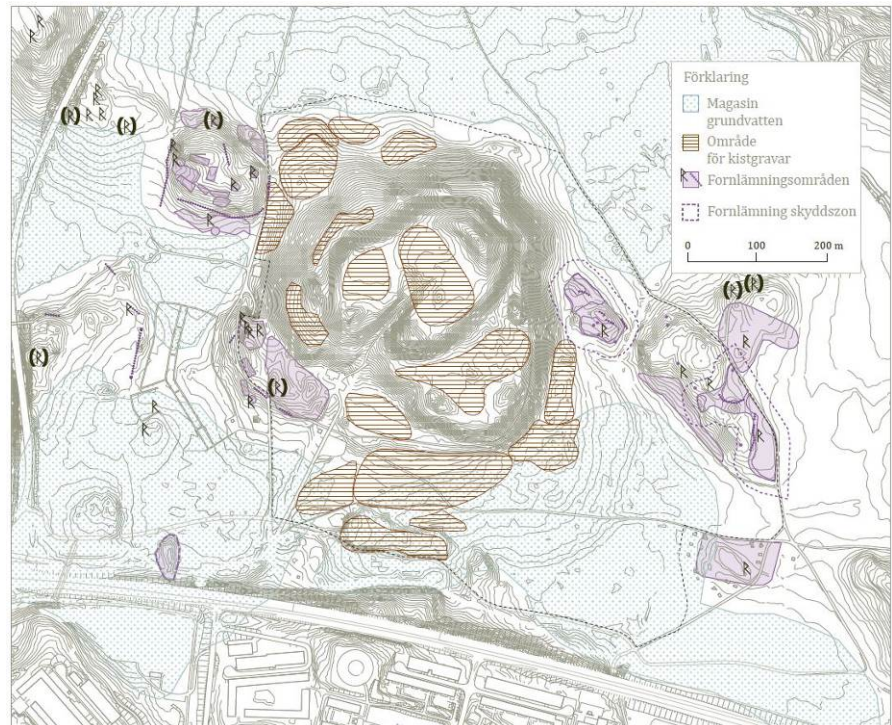 Förklaring
Magasin
grundvatten
Område
för kistgravar
R Fornlämningsområden
Fornlämning skyddszon
0 100 200 m